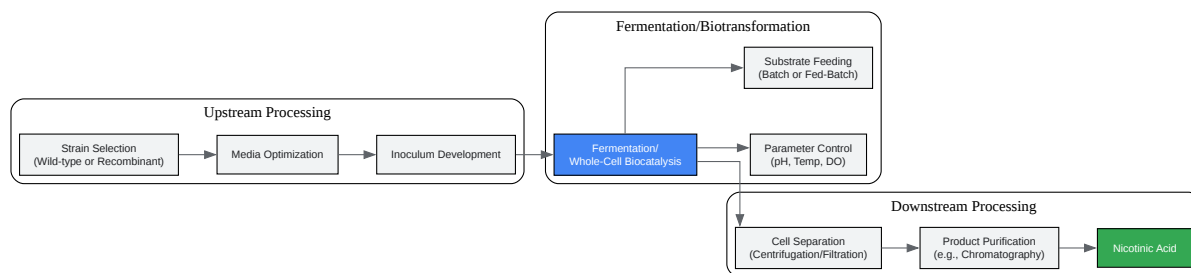 Fermentation/Biotransformation
Substrate Feeding
(Batch or Fed-Batch)
Upstream Processing
Strain Selection
(Wild-type or Recombinant)
Media Optimization
Inoculum Development
Fermentation/
Whole-Cell Biocatalysis
Parameter Control
(pH, Temp, DO)
Downstream Processing
Cell Separation
(Centrifugation/Filtration)
Product Purification
(e.g., Chromatography)
Nicotinic Acid